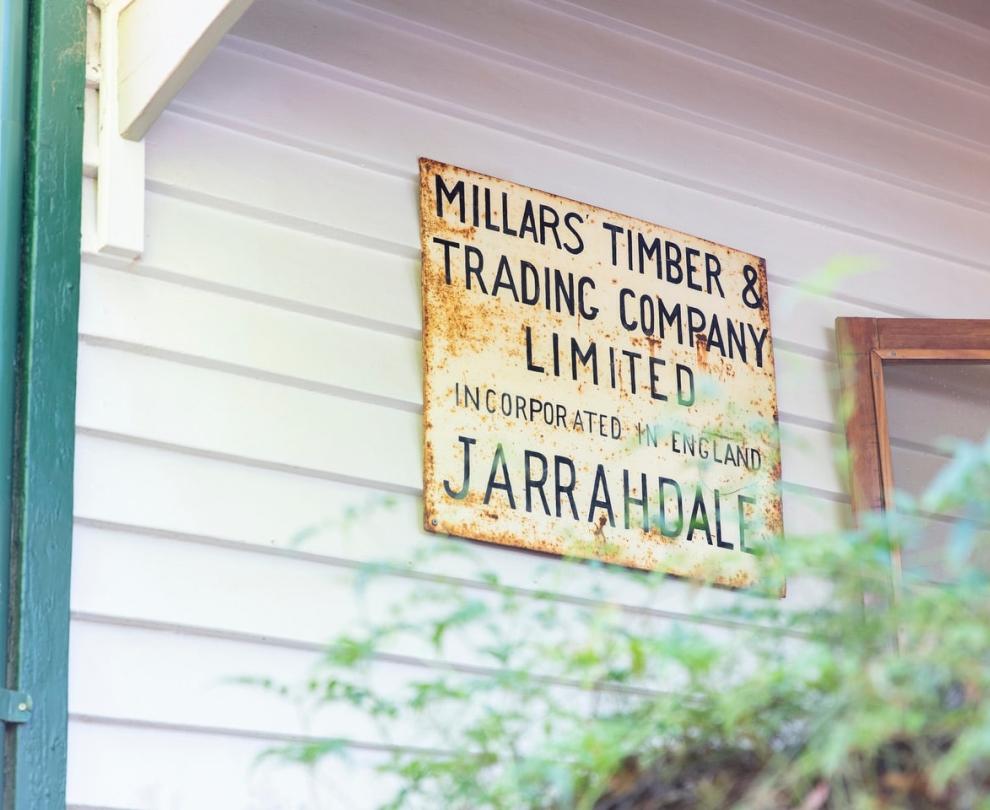 MILLARS' TIMBER &
TRADING COMPANY
LIMITED
INCORPORATED IN ENGLAND
JARRAHDALE